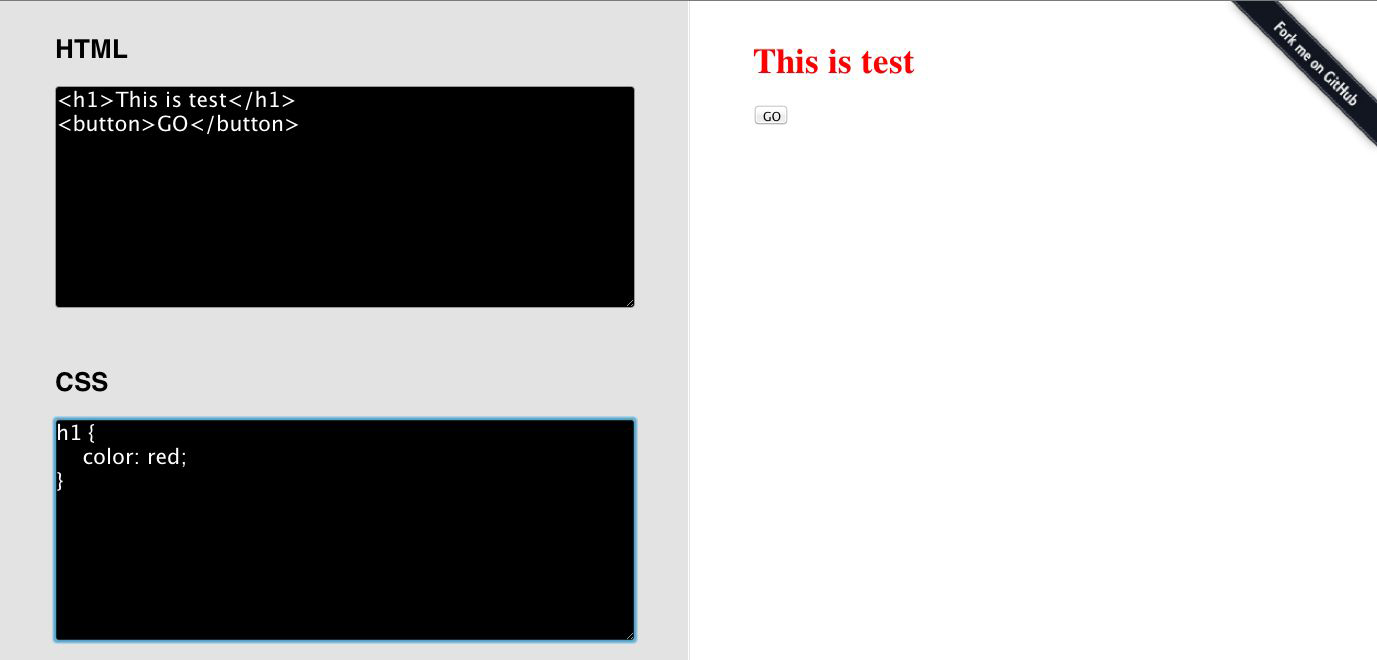 HTML
<h1>This is test</h1>
<button>GO</button>
CSS
h1 {
    color: red;
}
This is test
GO
Fork me on GitHub